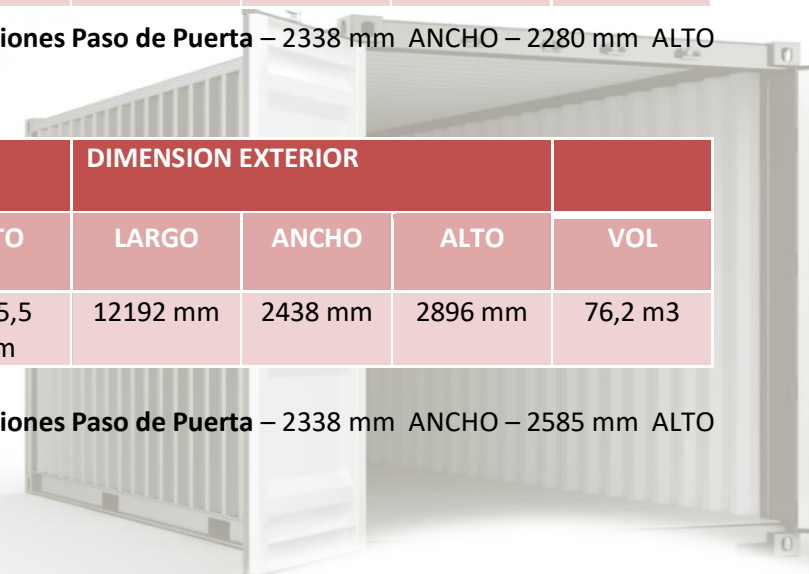 iones Paso de Puerta – 2338 mm ANCHO – 2280 mm ALTO
DIMENSION EXTERIOR
TO LARGO ANCHO ALTO VOL
5,5 12192 mm 2438 mm 2896 mm 76,2 m3
m
iones Paso de Puerta – 2338 mm ANCHO – 2585 mm ALTO